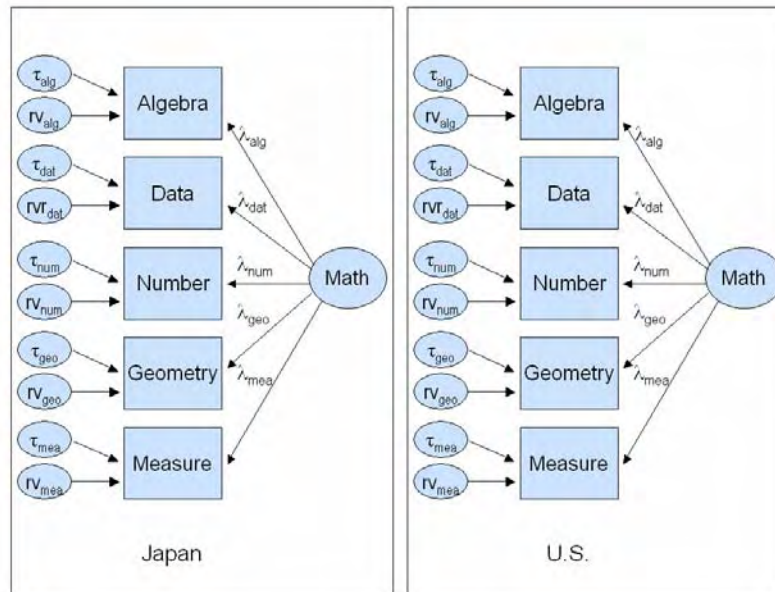 τalg
rvalg
Algebra
λalg
τdat
rvrdat
Data
λdat
τnum
rvnum
Number
λnum
Math
λgeo
τgeo
rvgeo
Geometry
λmea
τmea
rvmea
Measure
Japan
τalg
rvalg
Algebra
λalg
τdat
rvrdat
Data
λdat
τnum
rvnum
Number
λnum
Math
λgeo
τgeo
rvgeo
Geometry
λmea
τmea
rvmea
Measure
U.S.